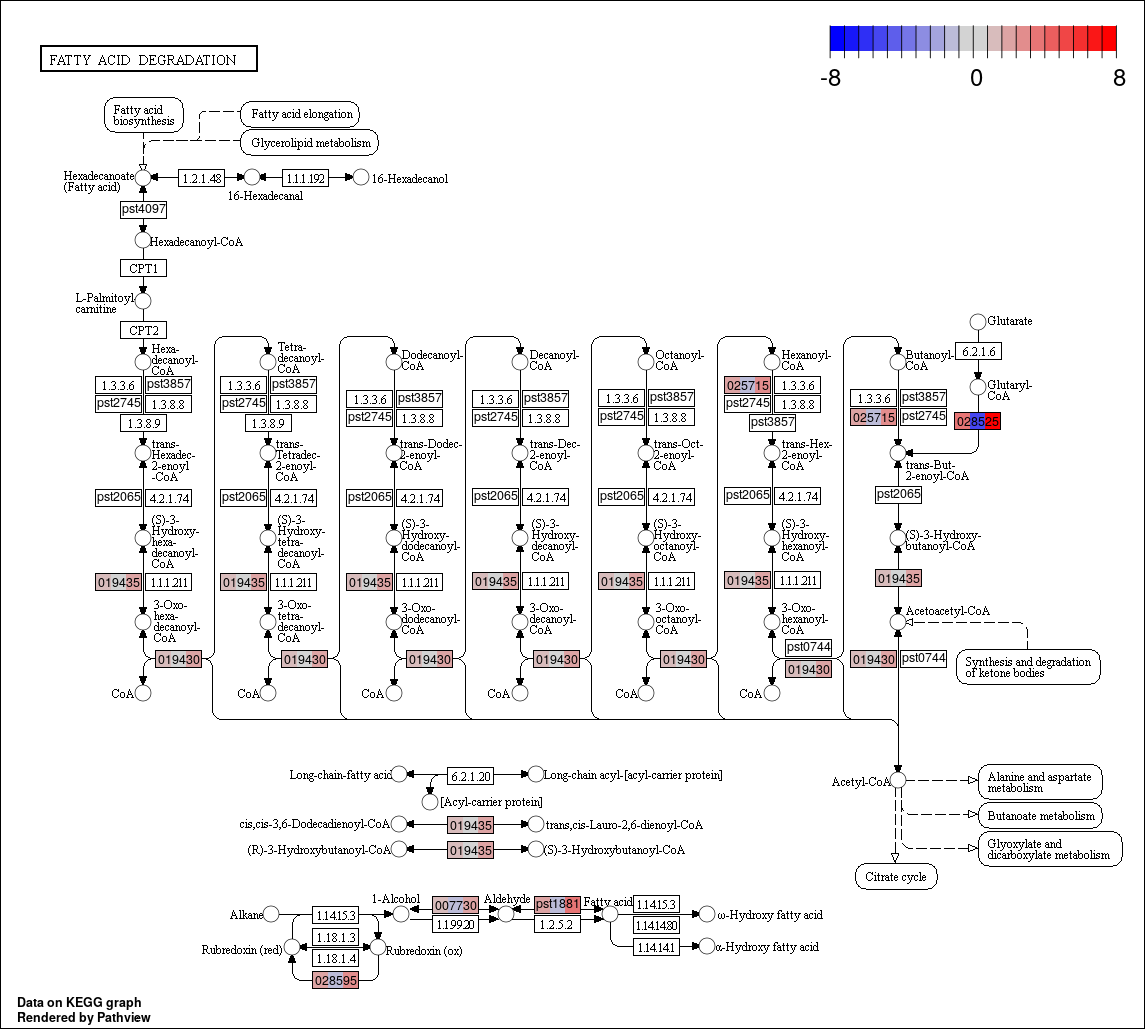 FATTY ACID DEGRADATION
-8
0
8
Fatty acid
biosynthesis
Fatty acid elongation
Glycerolipid metabolism
Hexadecanoate
(Fatty acid)
1.2.1.48
1.1.1.192
16-Hexadecanol
16-Hexadecanal
pst4097
Hexadecanoyl-CoA
CPT1
L-Palmitoyl
carnitine
CPT2
Glutarate
6.2.1.6
Glutaryl-
CoA
028525
Hexa-
decanoyl-
CoA
1.3.3.6
pst3857
pst2745
1.3.8.8
1.3.8.9
trans-
Hexadec-
2-enoyl
-CoA
pst2065
4.2.1.74
(S)-3-
Hydroxy-
hexa-
decanoyl-
CoA
019435
1.1.1.211
3-Oxo-
hexa-
decanoyl-
CoA
019430
CoA
Tetra-
decanoyl-
CoA
1.3.3.6
pst3857
pst2745
1.3.8.8
1.3.8.9
trans-
Tetradec-
2-enoyl-
CoA
pst2065
4.2.1.74
(S)-3-
Hydroxy-
tetra-
decanoyl-
CoA
019435
1.1.1.211
3-Oxo-
tetra-
decanoyl-
CoA
019430
CoA
Dodecanoyl-
CoA
1.3.3.6
pst3857
pst2745
1.3.8.8
trans-Dodec-
2-enoyl-
CoA
pst2065
4.2.1.74
(S)-3-
Hydroxy-
dodecanoyl-
CoA
019435
1.1.1.211
3-Oxo-
dodecanoyl-
CoA
019430
CoA
Decanoyl-
CoA
1.3.3.6
pst3857
pst2745
1.3.8.8
trans-Dec-
2-enoyl-
CoA
pst2065
4.2.1.74
(S)-3-
Hydroxy-
decanoyl-
CoA
019435
1.1.1.211
3-Oxo-
decanoyl-
CoA
019430
CoA
Octanoyl-
CoA
1.3.3.6
pst3857
pst2745
1.3.8.8
trans-Oct-
2-enoyl-
CoA
pst2065
4.2.1.74
(S)-3-
Hydroxy-
octanoyl-
CoA
019435
1.1.1.211
3-Oxo-
octanoyl-
CoA
019430
CoA
Hexanoyl-
CoA
025715
1.3.3.6
pst2745
1.3.8.8
pst3857
trans-Hex-
2-enoyl-
CoA
pst2065
4.2.1.74
(S)-3-
Hydroxy-
hexanoyl-
CoA
019435
1.1.1.211
3-Oxo-
hexanoyl-
CoA
pst0744
019430
CoA
Butanoyl-
CoA
1.3.3.6
pst3857
025715
pst2745
trans-But-
2-enoyl-CoA
pst2065
(S)-3-Hydroxy-
butanoyl-CoA
019435
Acetoacetyl-CoA
019430
pst0744
Synthesis and degradation
of ketone bodies
Acetyl-CoA
Alanine and aspartate
metabolism
Butanoate metabolism
Glyoxylate and
dicarboxylate metabolism
Citrate cycle
Long-chain-fatty acid
6.2.1.20
Long-chain acyl-[acyl-carrier protein]
[Acyl-carrier protein]
cis,cis-3,6-Dodecadienoyl-CoA
019435
trans,cis-Lauro-2,6-dienoyl-CoA
(R)-3-Hydroxybutanoyl-CoA
019435
(S)-3-Hydroxybutanoyl-CoA
Alkane
1.14.15.3
1-Alcohol
007730
1.1.99.20
Aldehyde
pst1881
1.2.5.2
Fatty acid
1.14.15.3
ω-Hydroxy fatty acid
1.14.14.80
1.14.14.1
α-Hydroxy fatty acid
Rubredoxin (red)
1.18.1.3
1.18.1.4
028595
Rubredoxin (ox)
Data on KEGG graph
Rendered by Pathview